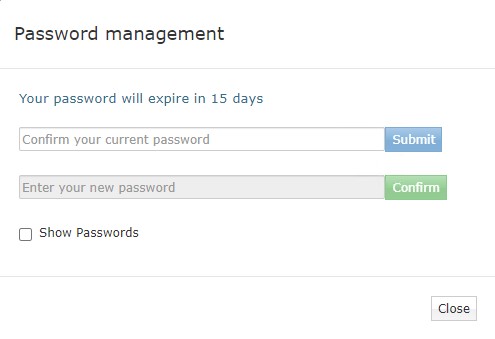 Password management
Your password will expire in 15 days
Confirm your current password Submit
Enter your new password Confirm
Show Passwords
Close